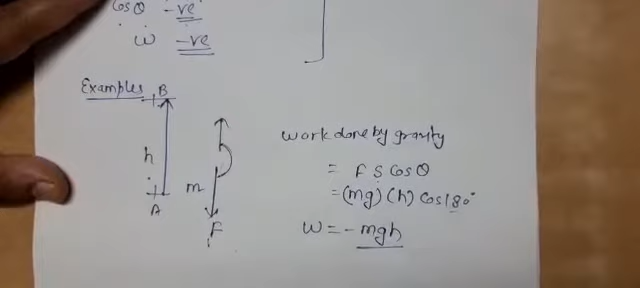 Cosθ -ve
W -ve
Examples B
h
A
m
F
work done by gravity
= F S Cosθ
= (mg) (h) Cos180°
W = - mgh